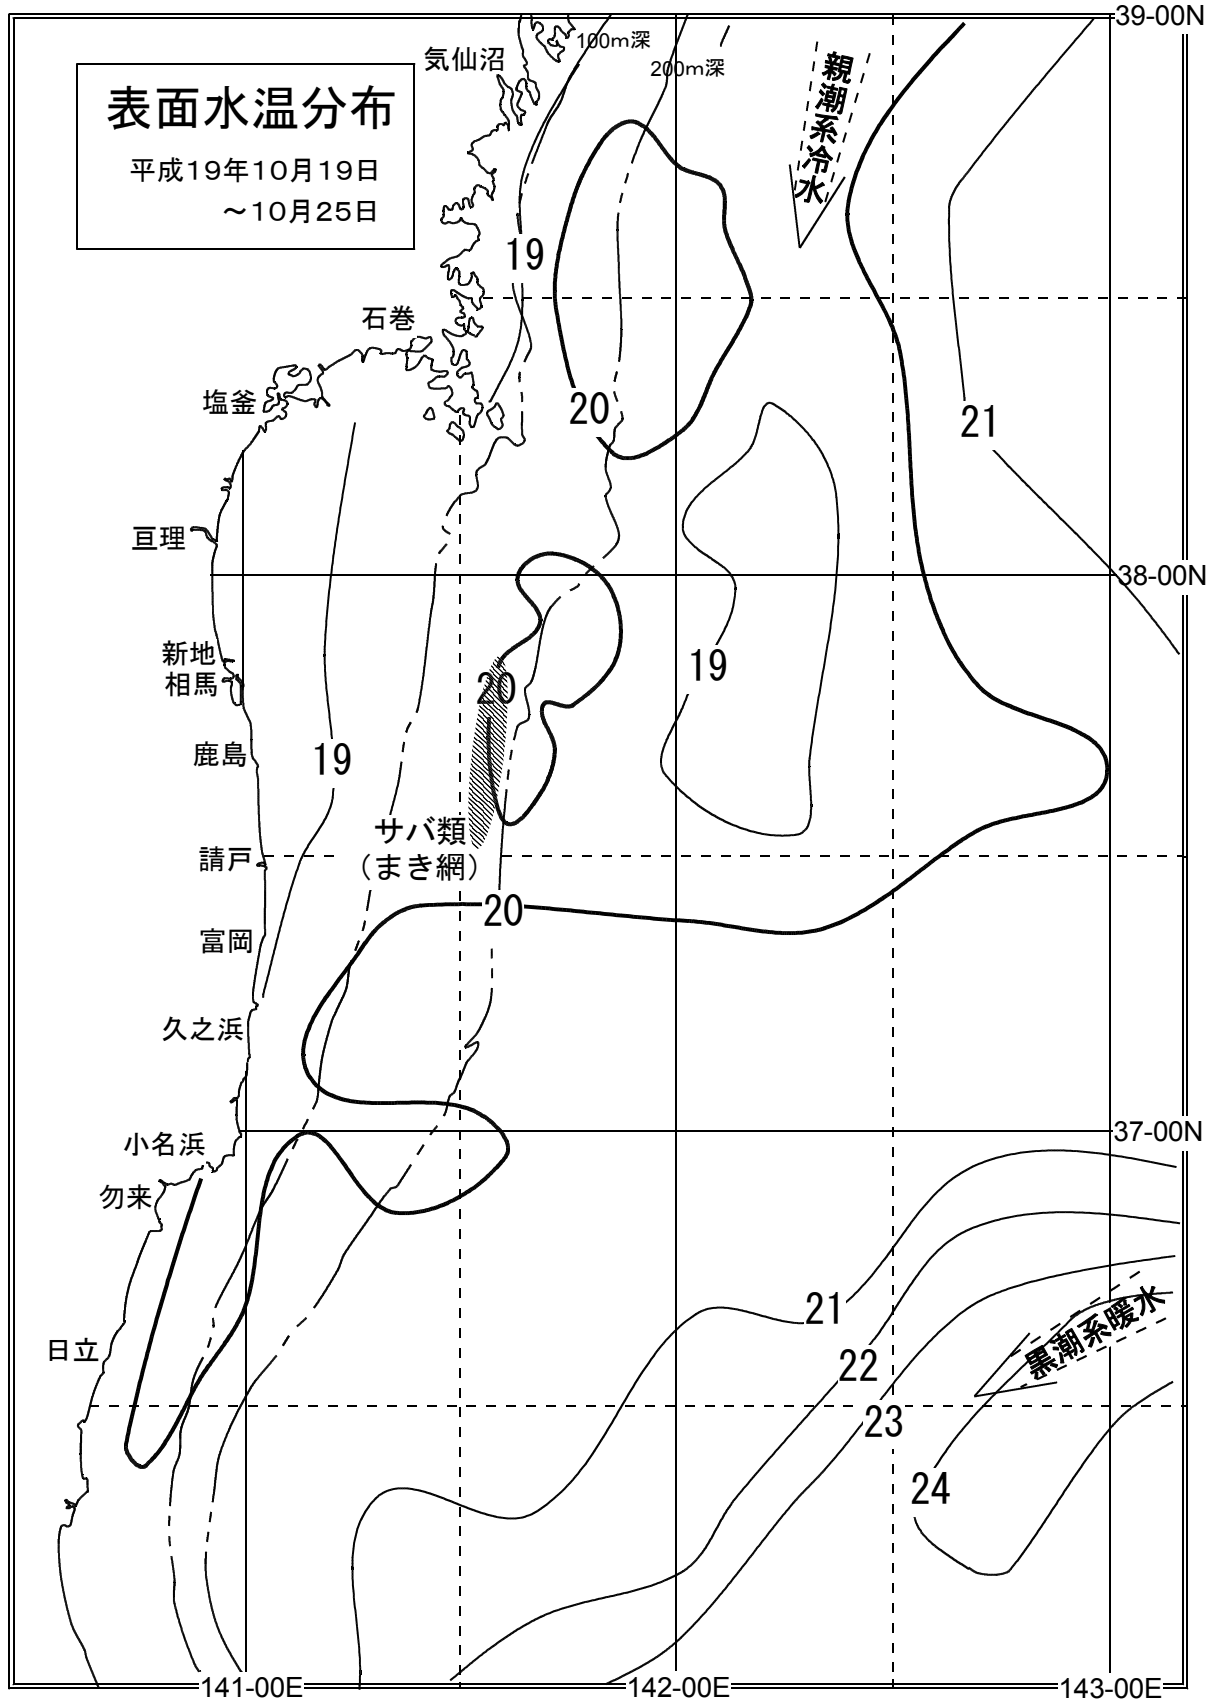 39-00N
100m深
気仙沼
200m深
親潮系冷水
表面水温分布
平成19年10月19日
～10月25日
19
石巻
塩釜
20
21
亘理
38-00N
新地
相馬
19
20
鹿島
19
サバ類
（まき網）
請戸
20
富岡
久之浜
37-00N
小名浜
勿来
21
黒潮系暖水
日立
22
23
24
141-00E
142-00E
143-00E